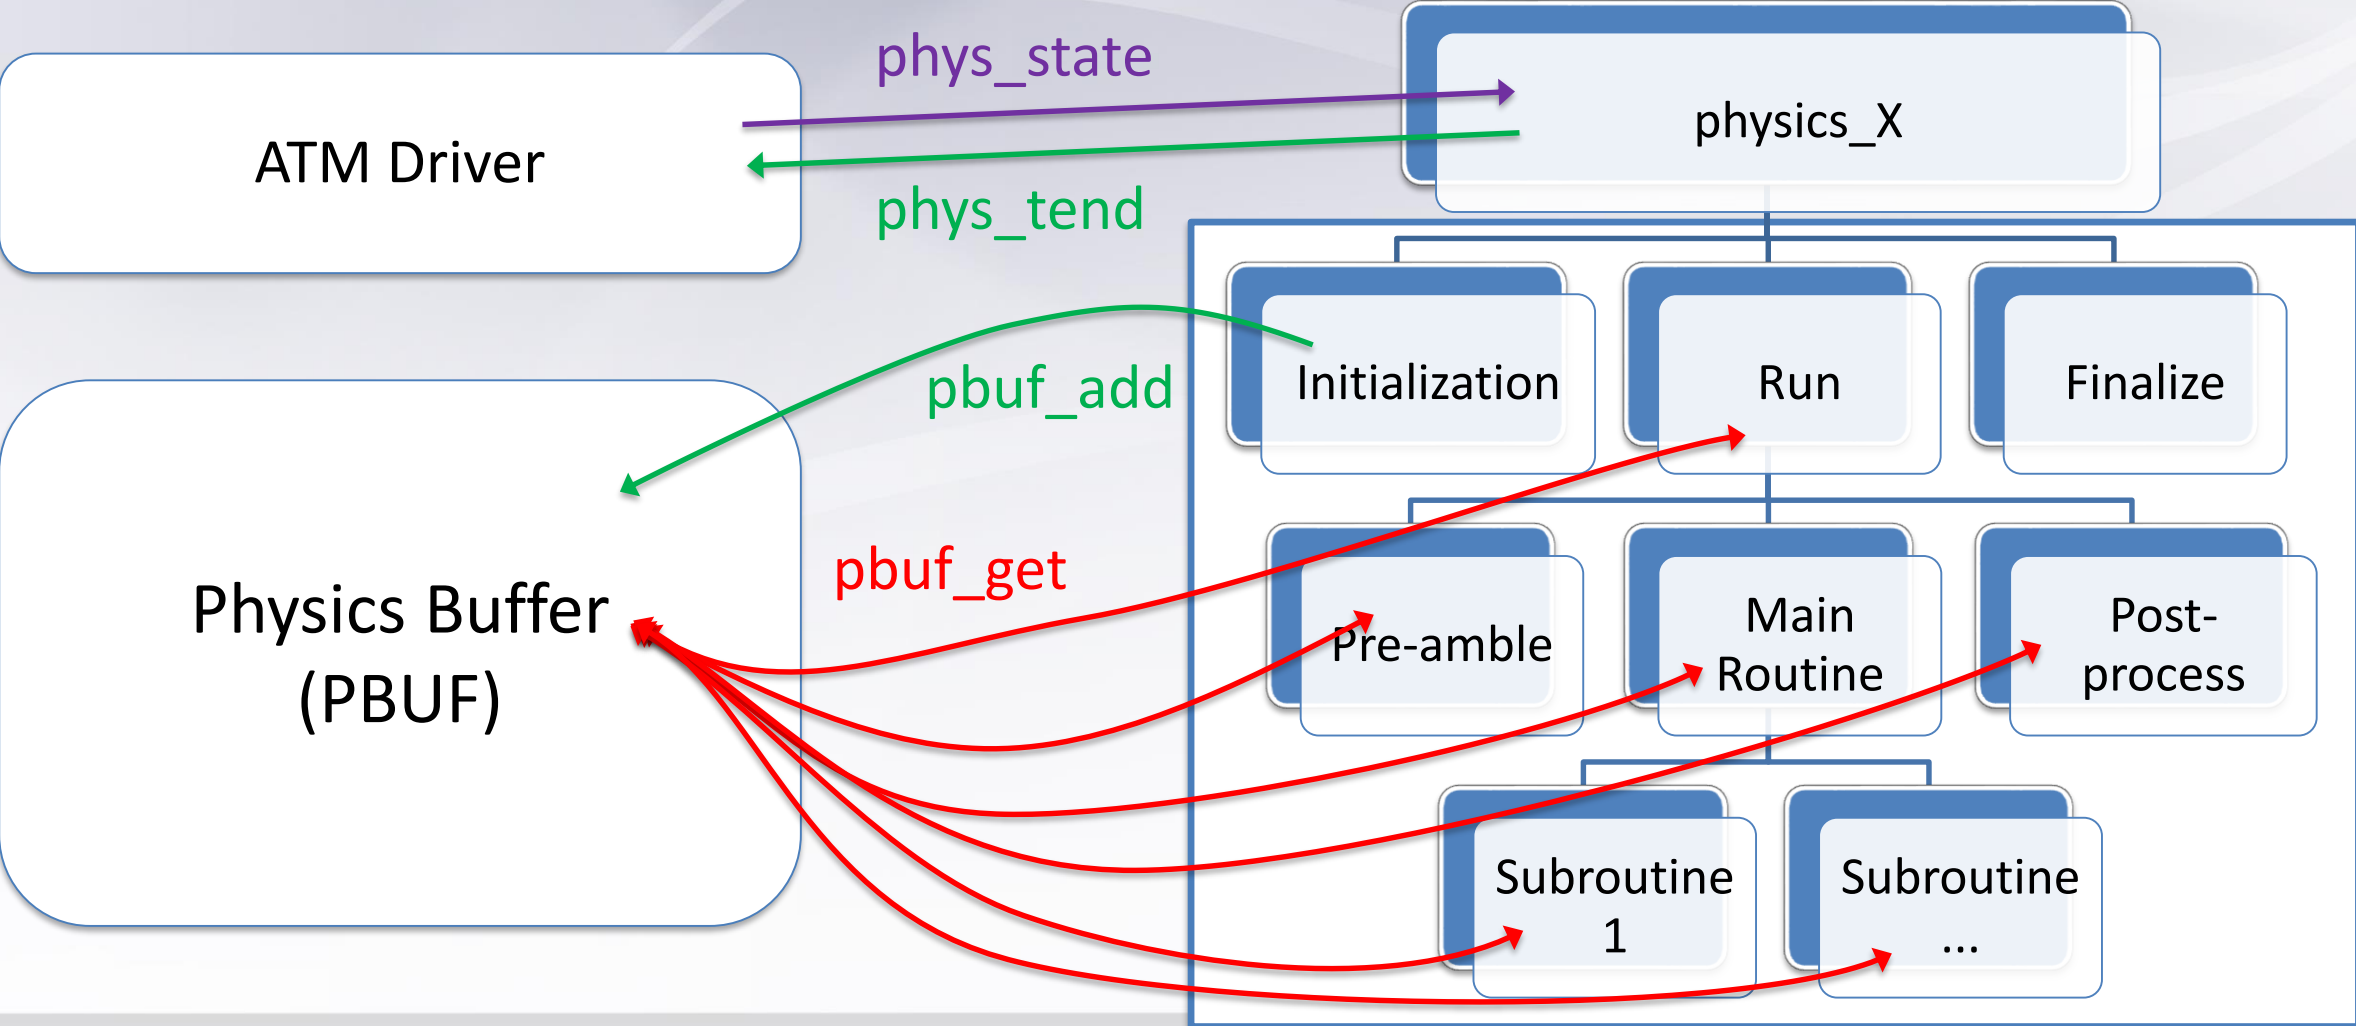 phys_state
physics_X
ATM Driver
phys_tend
Initialization
Run
Finalize
pbuf_add
pbuf_get
Physics Buffer
(PBUF)
Pre-amble
Main
Routine
Post-
process
Subroutine
1
Subroutine
...